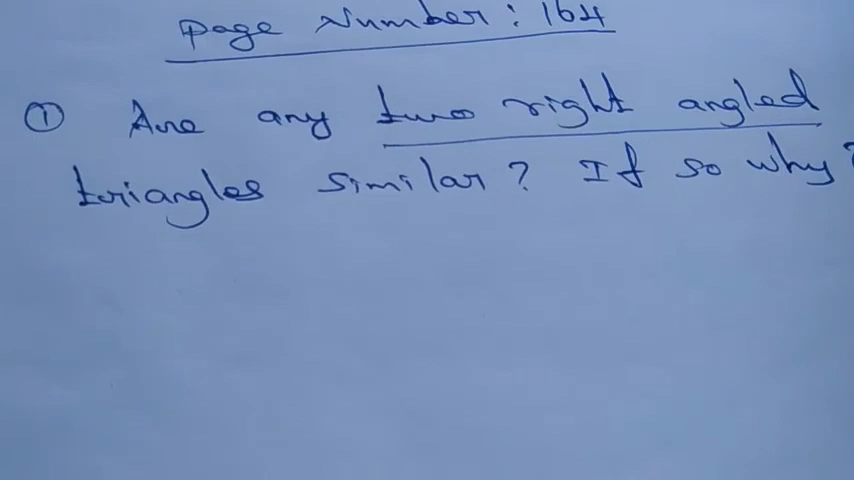 Page Number: 164
① Are any two right angled
triangles similar? If so why?